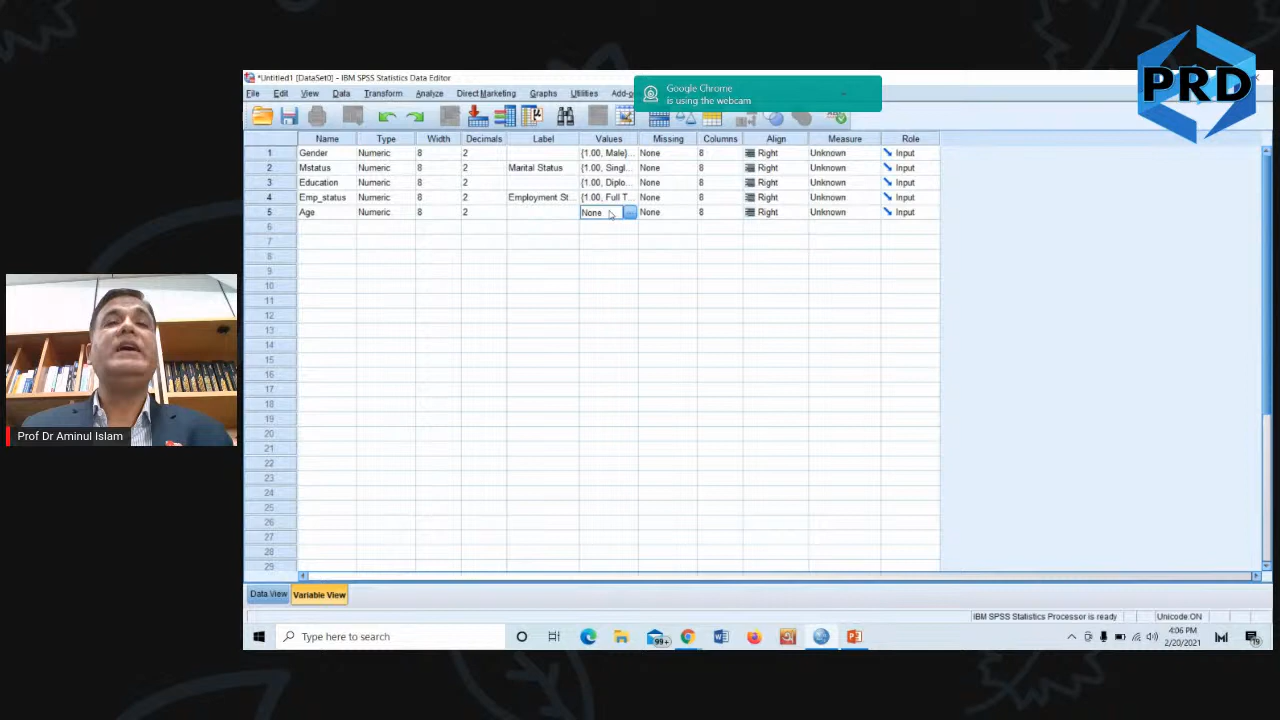 PRD
*Untitled1 [DataSet0] - IBM SPSS Statistics Data Editor
File Edit View Data Transform Analyze Direct Marketing Graphs Utilities Add-o
Google Chrome
is using the webcam
Name Type Width Decimals Label Values Missing Columns Align Measure Role
1 Gender Numeric 8 2 {1.00, Male}... None 8 Right Unknown Input
2 Mstatus Numeric 8 2 Marital Status {1.00, Singl... None 8 Right Unknown Input
3 Education Numeric 8 2 {1.00, Diplo... None 8 Right Unknown Input
4 Emp_status Numeric 8 2 Employment St... {1.00, Full T... None 8 Right Unknown Input
5 Age Numeric 8 2 None None 8 Right Unknown Input
6
7
8
9
10
11
12
13
14
15
16
17
18
19
20
21
22
23
24
25
26
27
28
29
Prof Dr Aminul Islam
Data View Variable View
IBM SPSS Statistics Processor is ready Unicode:ON
Type here to search
99+
4:06 PM
2/20/2021
19